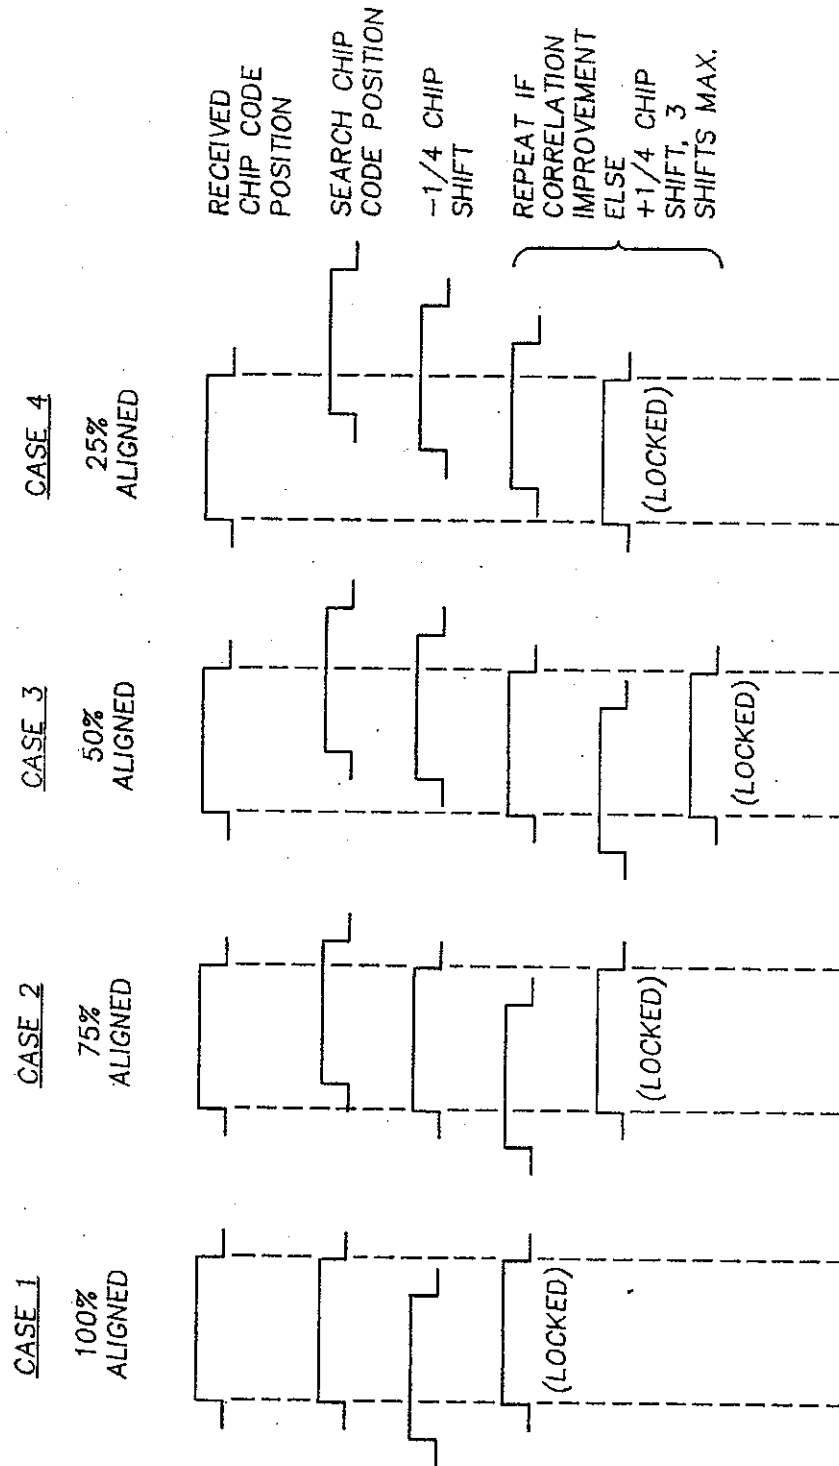 CASE 1
100%
ALIGNED
CASE 2
75%
ALIGNED
CASE 3
50%
ALIGNED
CASE 4
25%
ALIGNED
RECEIVED
CHIP CODE
POSITION
SEARCH CHIP
CODE POSITION
-1/4 CHIP
SHIFT
REPEAT IF
CORRELATION
IMPROVEMENT
ELSE
+1/4 CHIP
SHIFT, 3
SHIFTS MAX.
(LOCKED)
(LOCKED)
(LOCKED)
(LOCKED)